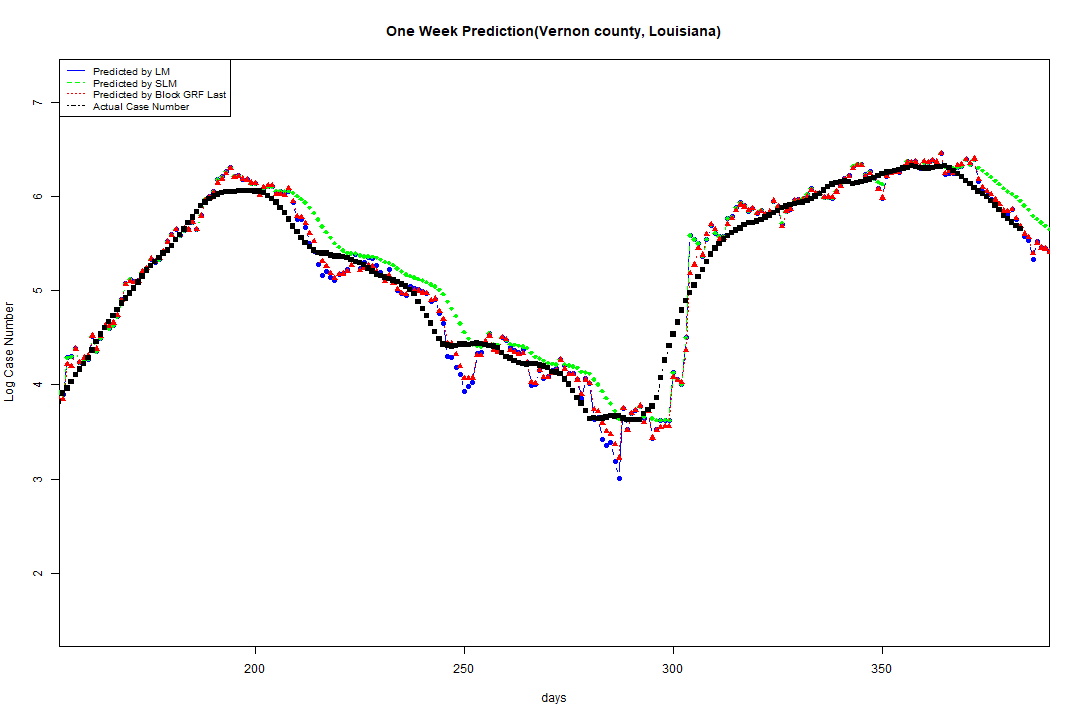 One Week Prediction(Vernon county, Louisiana)
Predicted by LM
Predicted by SLM
Predicted by Block GRF Last
Actual Case Number
7
6
5
4
3
2
Log Case Number
200 250 300 350
days